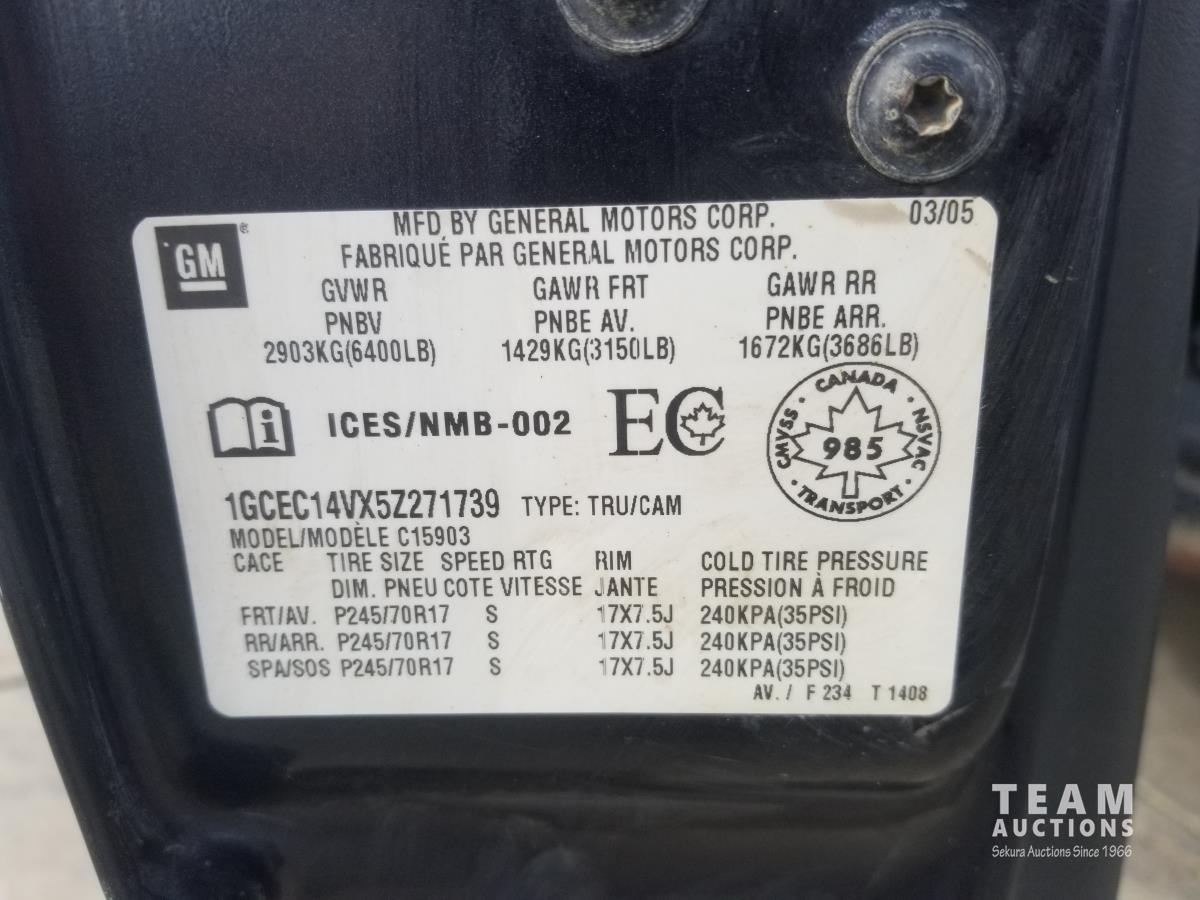 MFD BY GENERAL MOTORS CORP. 03/05
GM ®
FABRIQUÉ PAR GENERAL MOTORS CORP.
GVWR GAWR FRT GAWR RR
PNBV PNBE AV. PNBE ARR.
2903KG(6400LB) 1429KG(3150LB) 1672KG(3686LB)
i ICES/NMB-002 EC
CANADA
CMVSS 985 NSVAC
TRANSPORT
1GCEC14VX5Z271739 TYPE: TRU/CAM
MODEL/MODÈLE C15903
CACE TIRE SIZE SPEED RTG RIM COLD TIRE PRESSURE
DIM. PNEU COTE VITESSE JANTE PRESSION À FROID
FRT/AV. P245/70R17 S 17X7.5J 240KPA(35PSI)
RR/ARR. P245/70R17 S 17X7.5J 240KPA(35PSI)
SPA/SOS P245/70R17 S 17X7.5J 240KPA(35PSI)
AV. / F 234 T 1408
TEAM
AUCTIONS
Sekura Auctions Since 1966